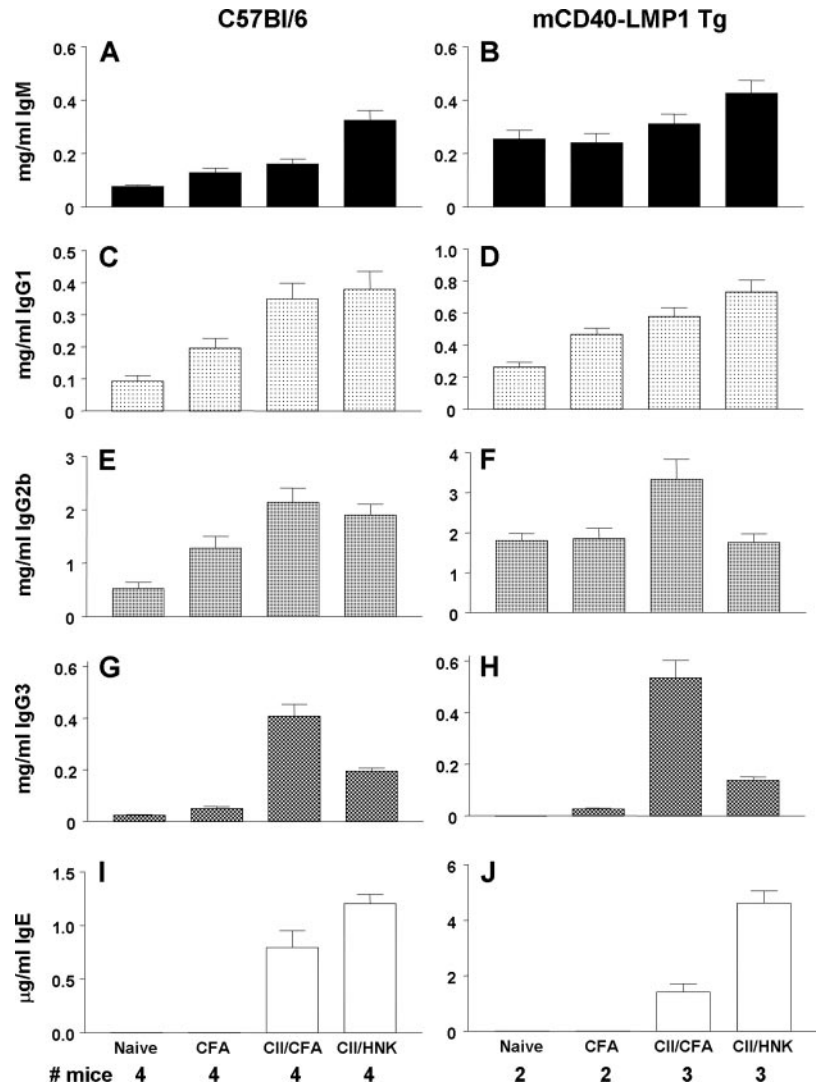 C57Bl/6 mCD40-LMP1 Tg
A
mg/ml IgM
0.6
0.4
0.2
0
B
0.6
0.4
0.2
0
C
mg/ml IgG1
0.5
0.4
0.3
0.2
0.1
0
D
1.0
0.8
0.6
0.4
0.2
0
E
mg/ml IgG2b
3
2
1
0
F
4
3
2
1
0
G
mg/ml IgG3
0.6
0.4
0.2
0
H
0.6
0.4
0.2
0
I
µg/ml IgE
1.5
1.0
0.5
0.0
J
6
4
2
0
Naive CFA CII/CFA CII/HNK Naive CFA CII/CFA CII/HNK
# mice 4 4 4 4 2 2 3 3